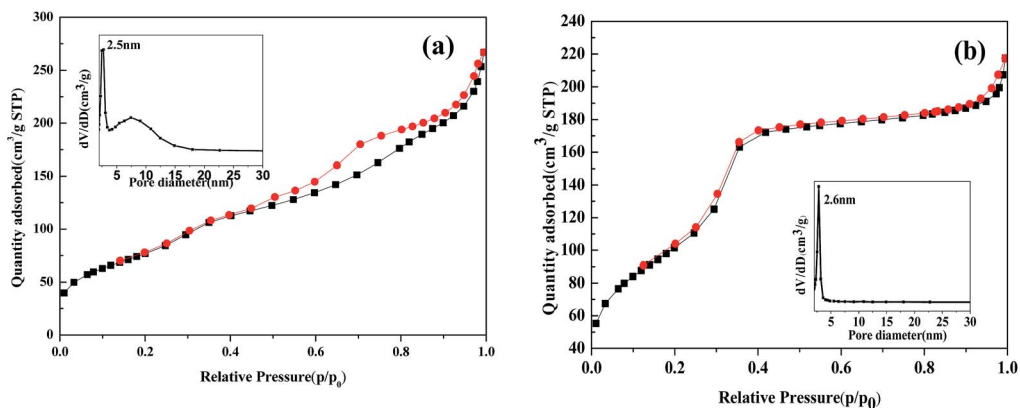 (a)
Quantity adsorbed(cm³/g STP)
300
250
200
150
100
50
0
0.0 0.2 0.4 0.6 0.8 1.0
Relative Pressure(p/p₀)
2.5nm
dV/dD(cm³/g)
5 10 15 20 25 30
Pore diameter(nm)
(b)
Quantity adsorbed(cm³/g STP)
240
220
200
180
160
140
120
100
80
60
40
0.0 0.2 0.4 0.6 0.8 1.0
Relative Pressure(p/p0)
2.6nm
dV/dD(cm³/g)
5 10 15 20 25 30
Pore diameter(nm)